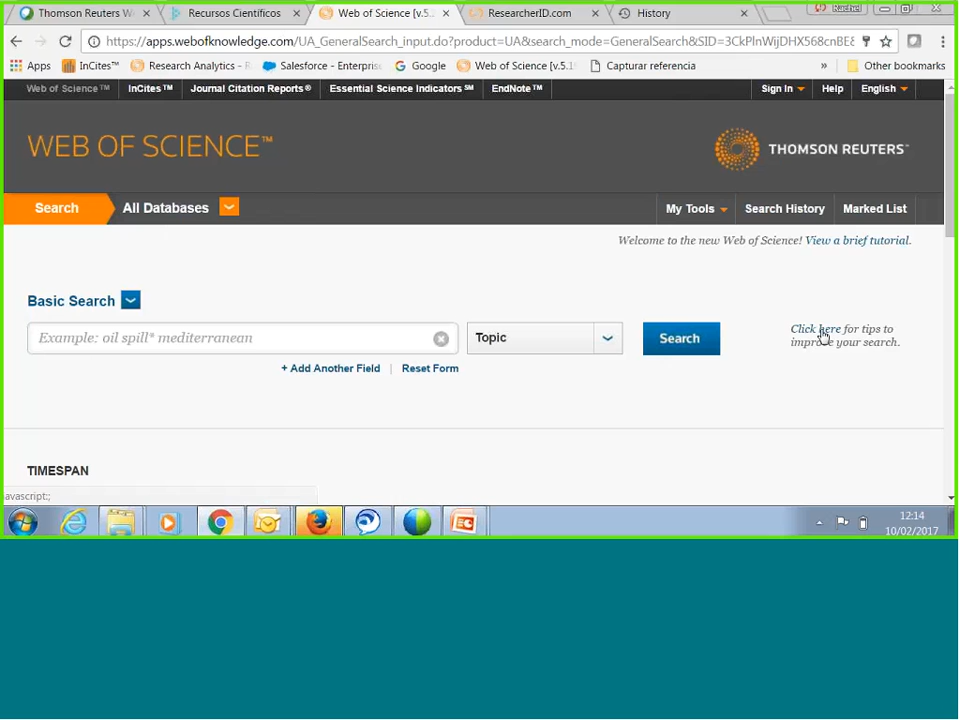 Thomson Reuters W
Recursos Científicos
Web of Science [v.5.
ResearcherID.com
History
https://apps.webofknowledge.com/UA_GeneralSearch_input.do?product=UA&search_mode=GeneralSearch&SID=3CkPlnWijDHX568cnBE
Apps
InCites™
Research Analytics -
Salesforce - Enterpris
Google
Web of Science [v.5.1
Capturar referencia
»
Other bookmarks
Web of Science™
InCites™
Journal Citation Reports®
Essential Science Indicators℠
EndNote™
Sign In
Help
English
WEB OF SCIENCE™
THOMSON REUTERS™
Search
All Databases
My Tools
Search History
Marked List
Welcome to the new Web of Science! View a brief tutorial.
Basic Search
Example: oil spill* mediterranean
Topic
Search
Click here for tips to
improve your search.
+ Add Another Field | Reset Form
TIMESPAN
avascript:;
12:14
10/02/2017